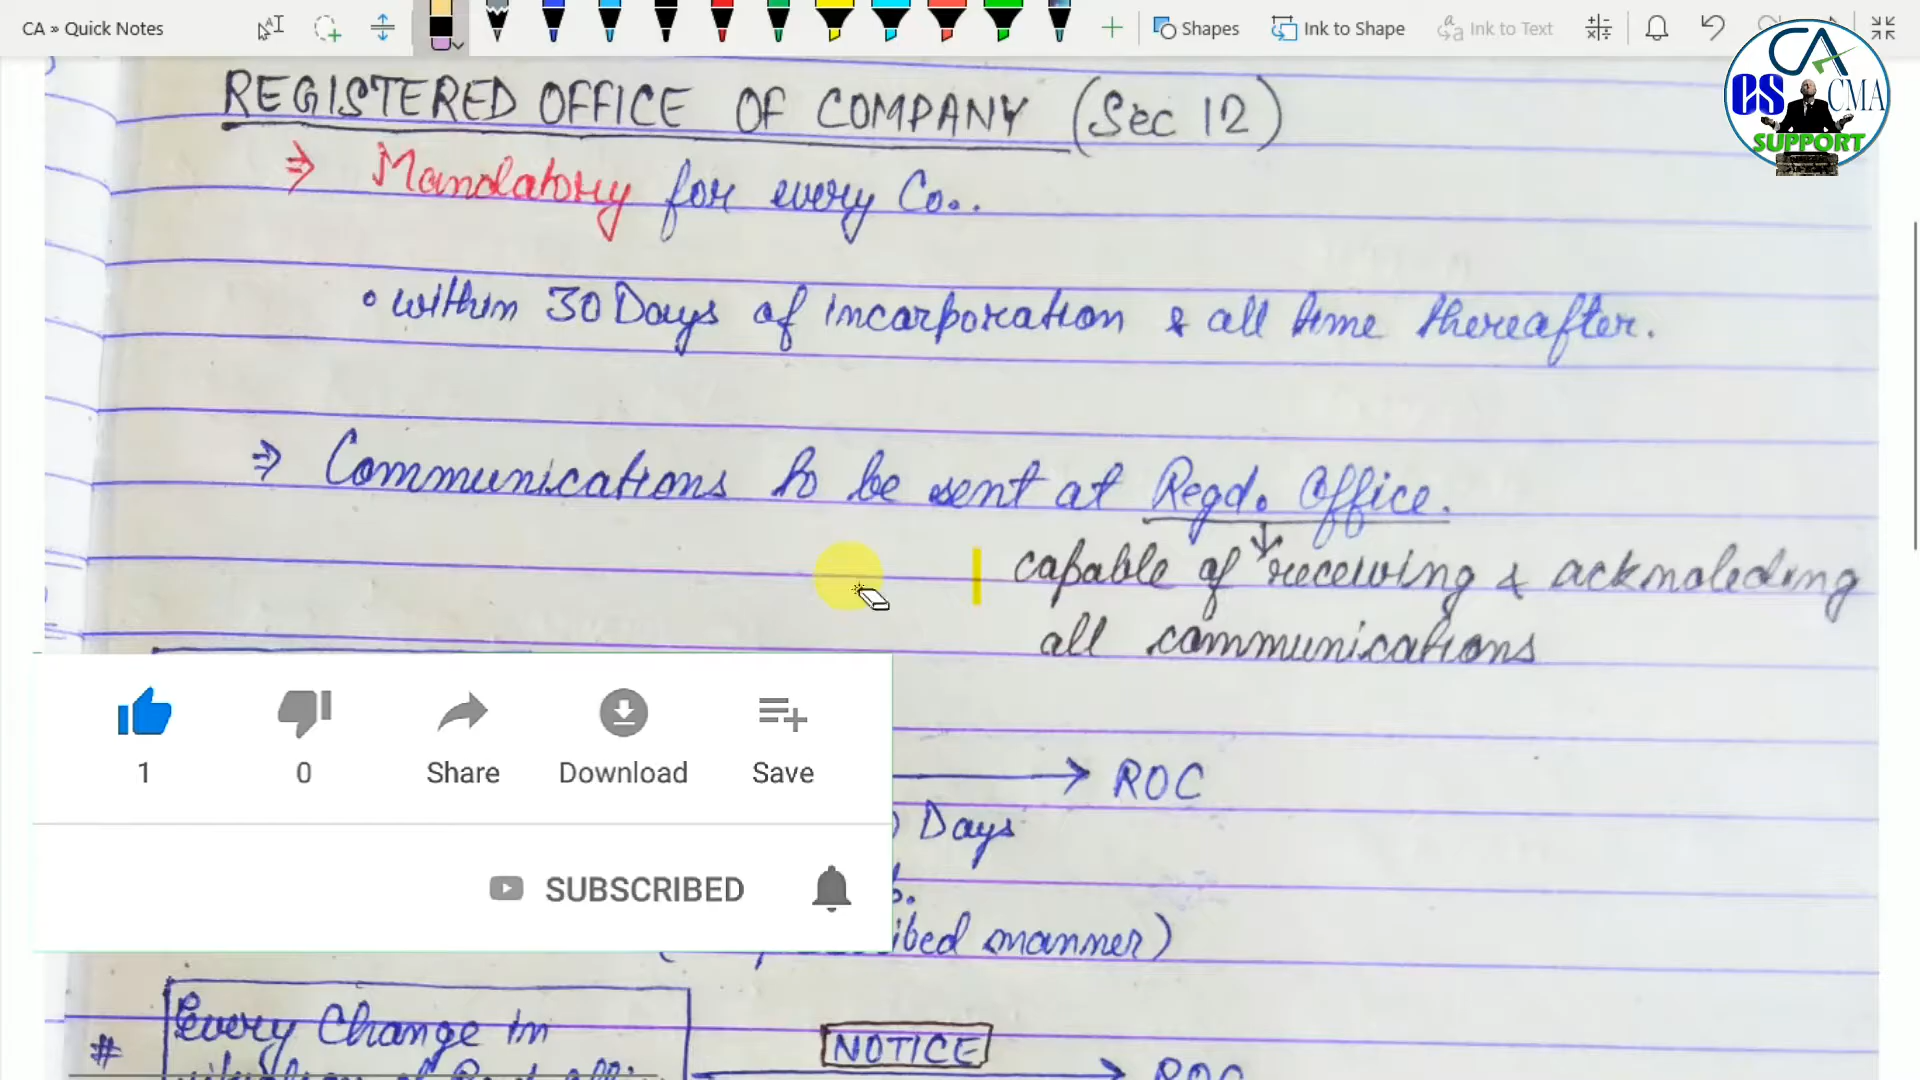 CA » Quick Notes
Shapes
Ink to Shape
Ink to Text
CA
CS
CMA
SUPPORT
REGISTERED OFFICE OF COMPANY (Sec 12)
⇒ Mandatory for every Co..
• within 30 Days of incorporation & all time thereafter.
⇒ Communications to be sent at Regd. Office.
capable of receiving & acknoleding
all communications
1
0
Share
Download
Save
→ ROC
Days
SUBSCRIBED
manner)
# Every Change in
NOTICE
ROC